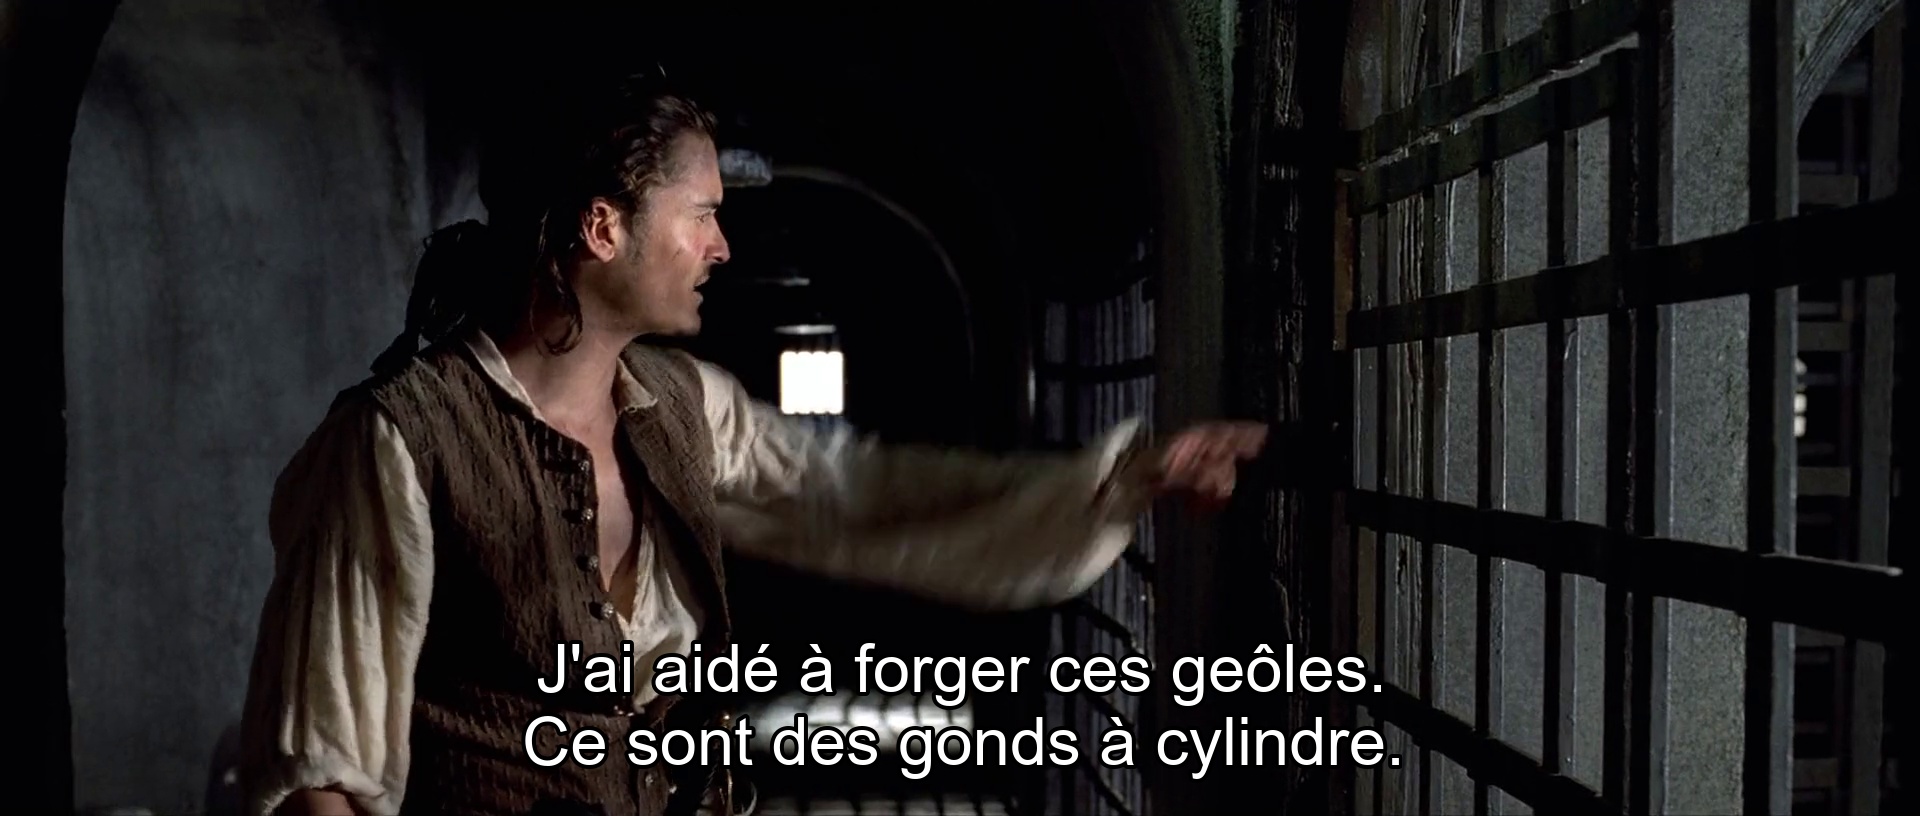 J'ai aidé à forger ces geôles.
Ce sont des gonds à cylindre.